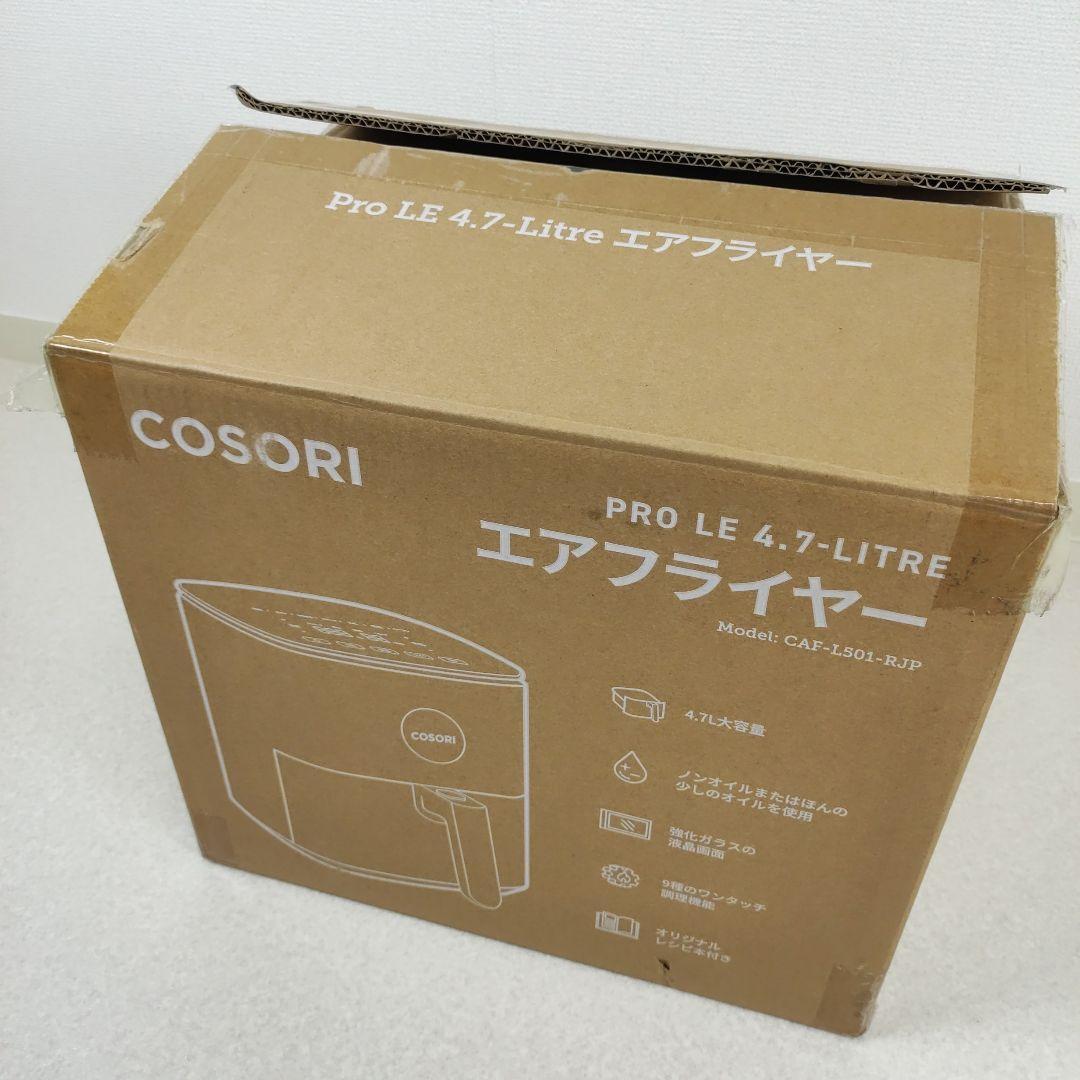 Pro LE 4.7-Litre エアフライヤー
COSORI
PRO LE 4.7-LITRE
エアフライヤー
Model: CAF-L501-RJP
COSORI
4.7L大容量
ノンオイルまたはほんの
少しのオイルを使用
強化ガラスの
液晶画面
9種のワンタッチ
調理機能
オリジナル
レシピ本付き